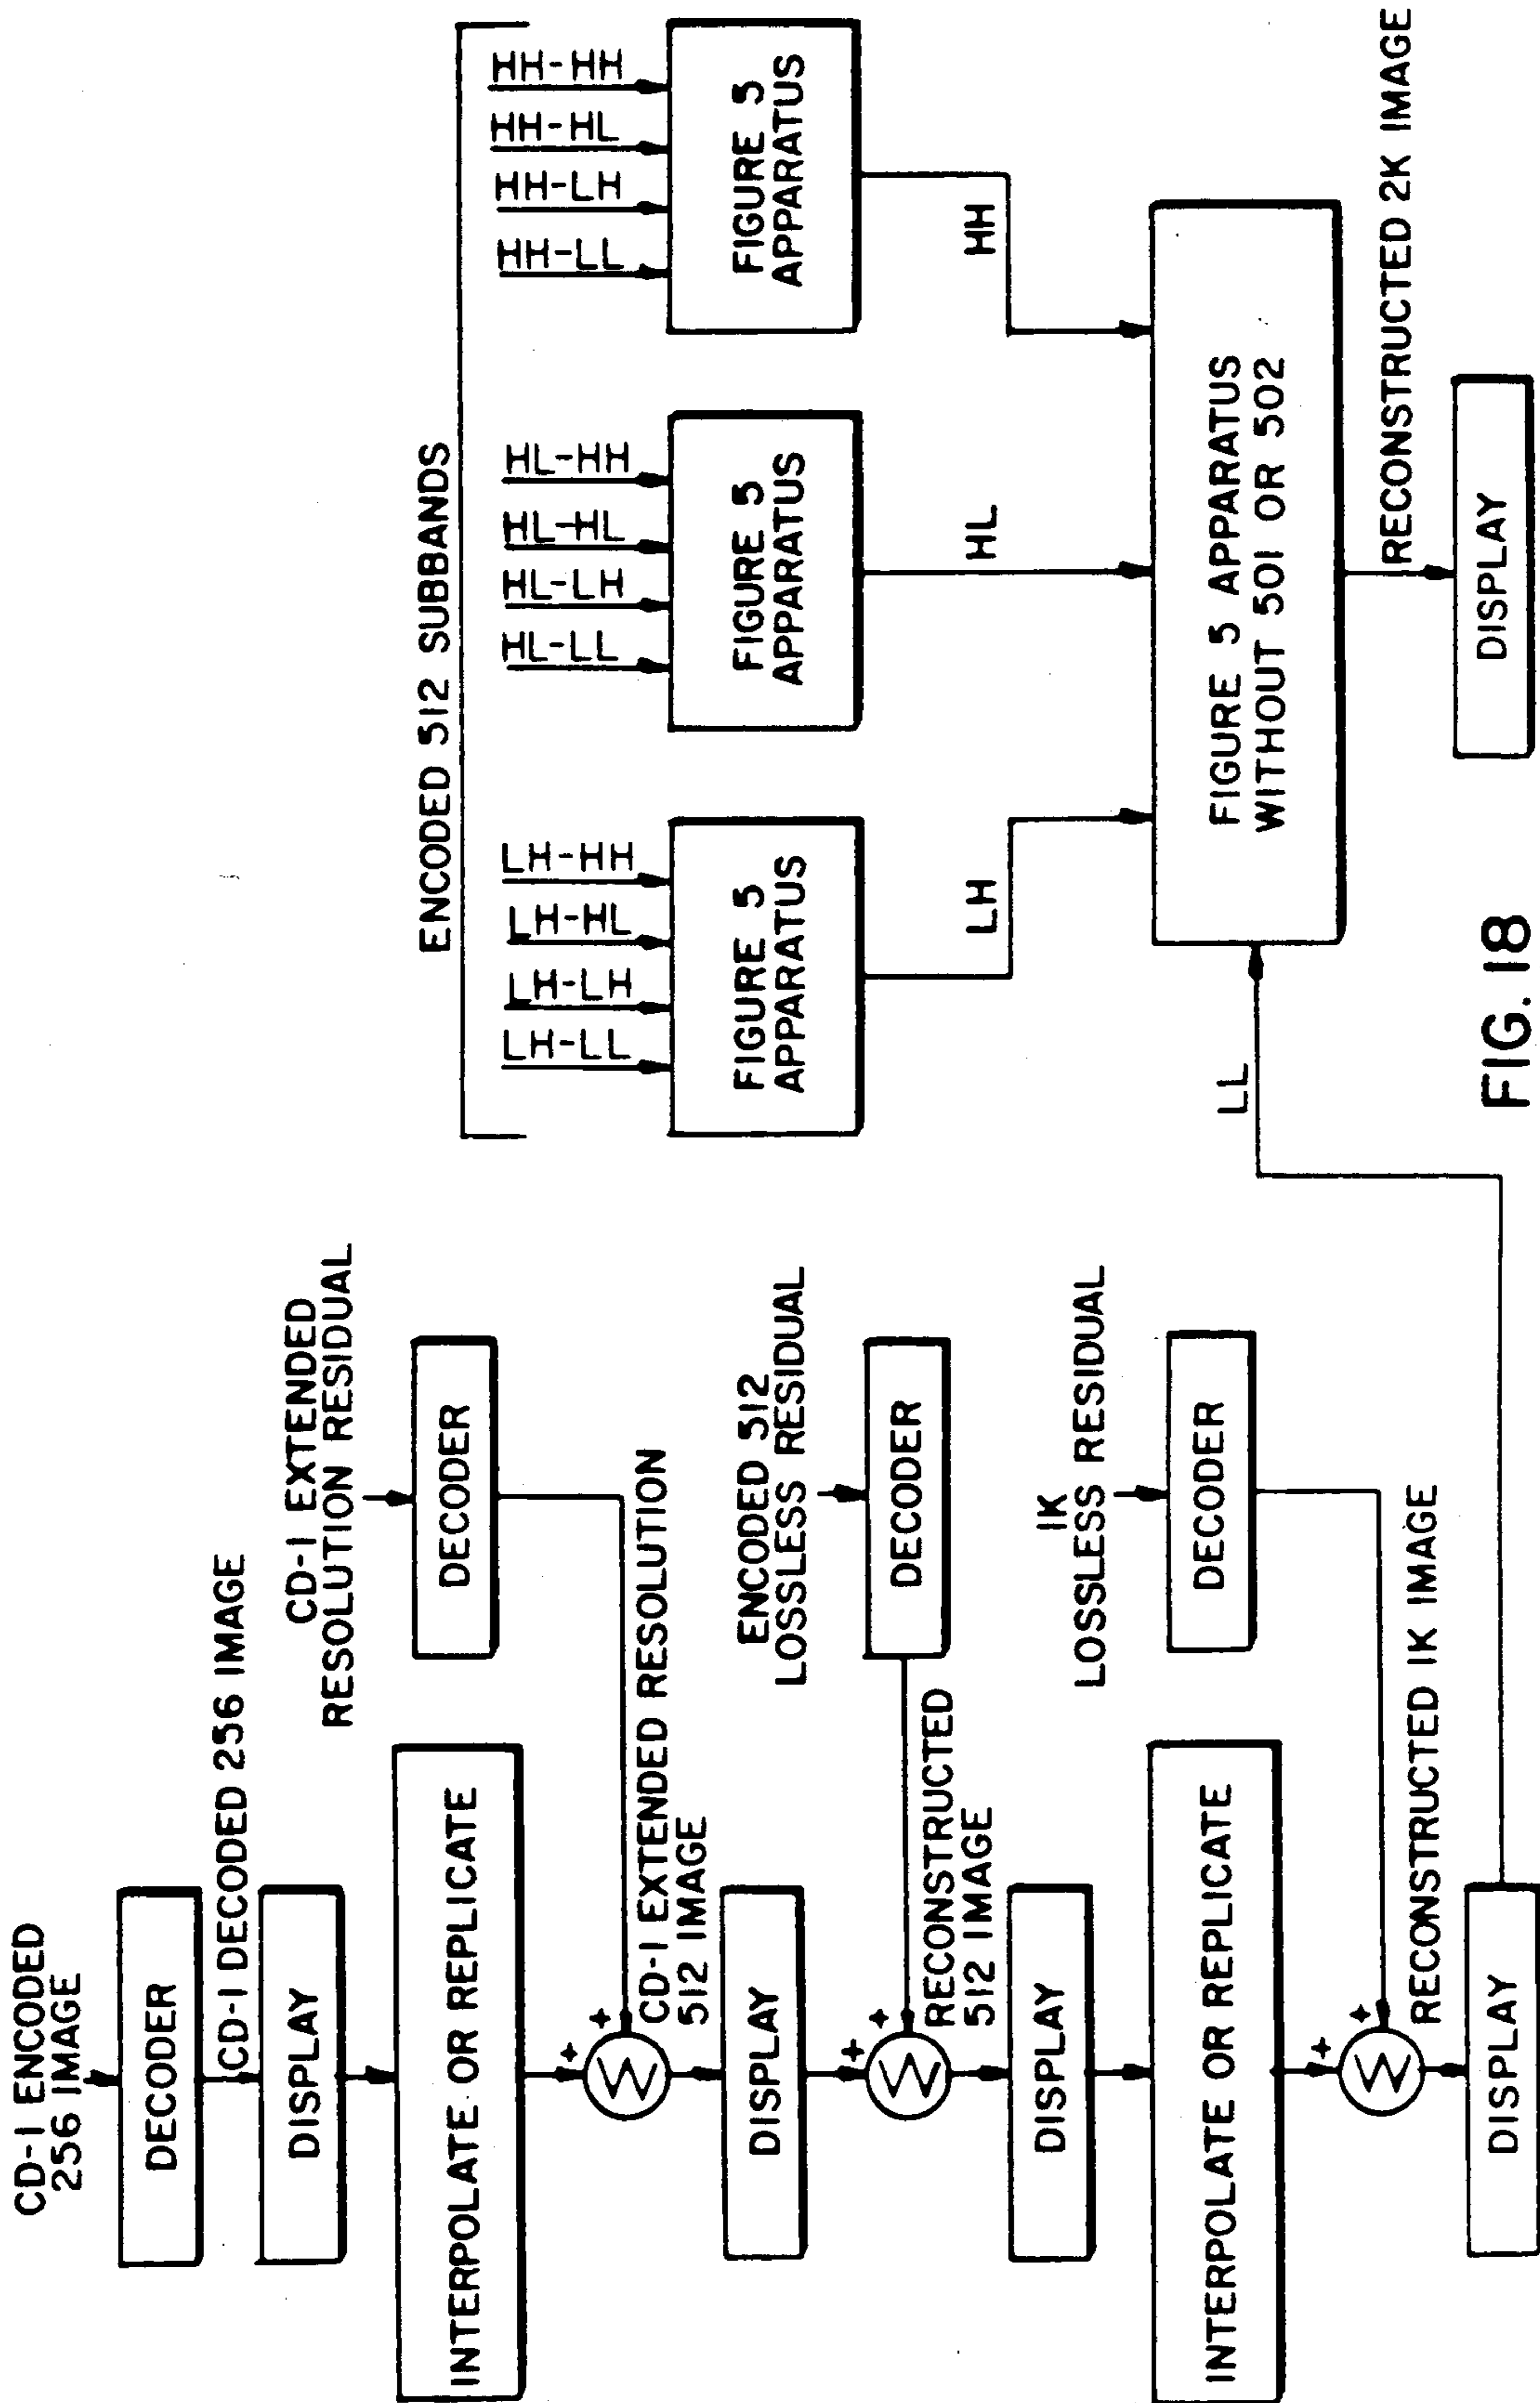 CD-I ENCODED
256 IMAGE
DECODER
CD-I DECODED 256 IMAGE
DISPLAY
INTERPOLATE OR REPLICATE
CD-I EXTENDED
RESOLUTION RESIDUAL
DECODER
+
+
Σ
CD-I EXTENDED RESOLUTION
512 IMAGE
DISPLAY
ENCODED 512
LOSSLESS RESIDUAL
DECODER
+
+
Σ
RECONSTRUCTED
512 IMAGE
DISPLAY
INTERPOLATE OR REPLICATE
1K
LOSSLESS RESIDUAL
DECODER
+
+
Σ
RECONSTRUCTED 1K IMAGE
DISPLAY
LL
ENCODED 512 SUBBANDS
LH-LL
LH-LH
LH-HL
LH-HH
FIGURE 5
APPARATUS
LH
HL-LL
HL-LH
HL-HL
HL-HH
FIGURE 5
APPARATUS
HL
HH-LL
HH-LH
HH-HL
HH-HH
FIGURE 5
APPARATUS
HH
FIGURE 5 APPARATUS
WITHOUT 501 OR 502
RECONSTRUCTED 2K IMAGE
DISPLAY
FIG. 18